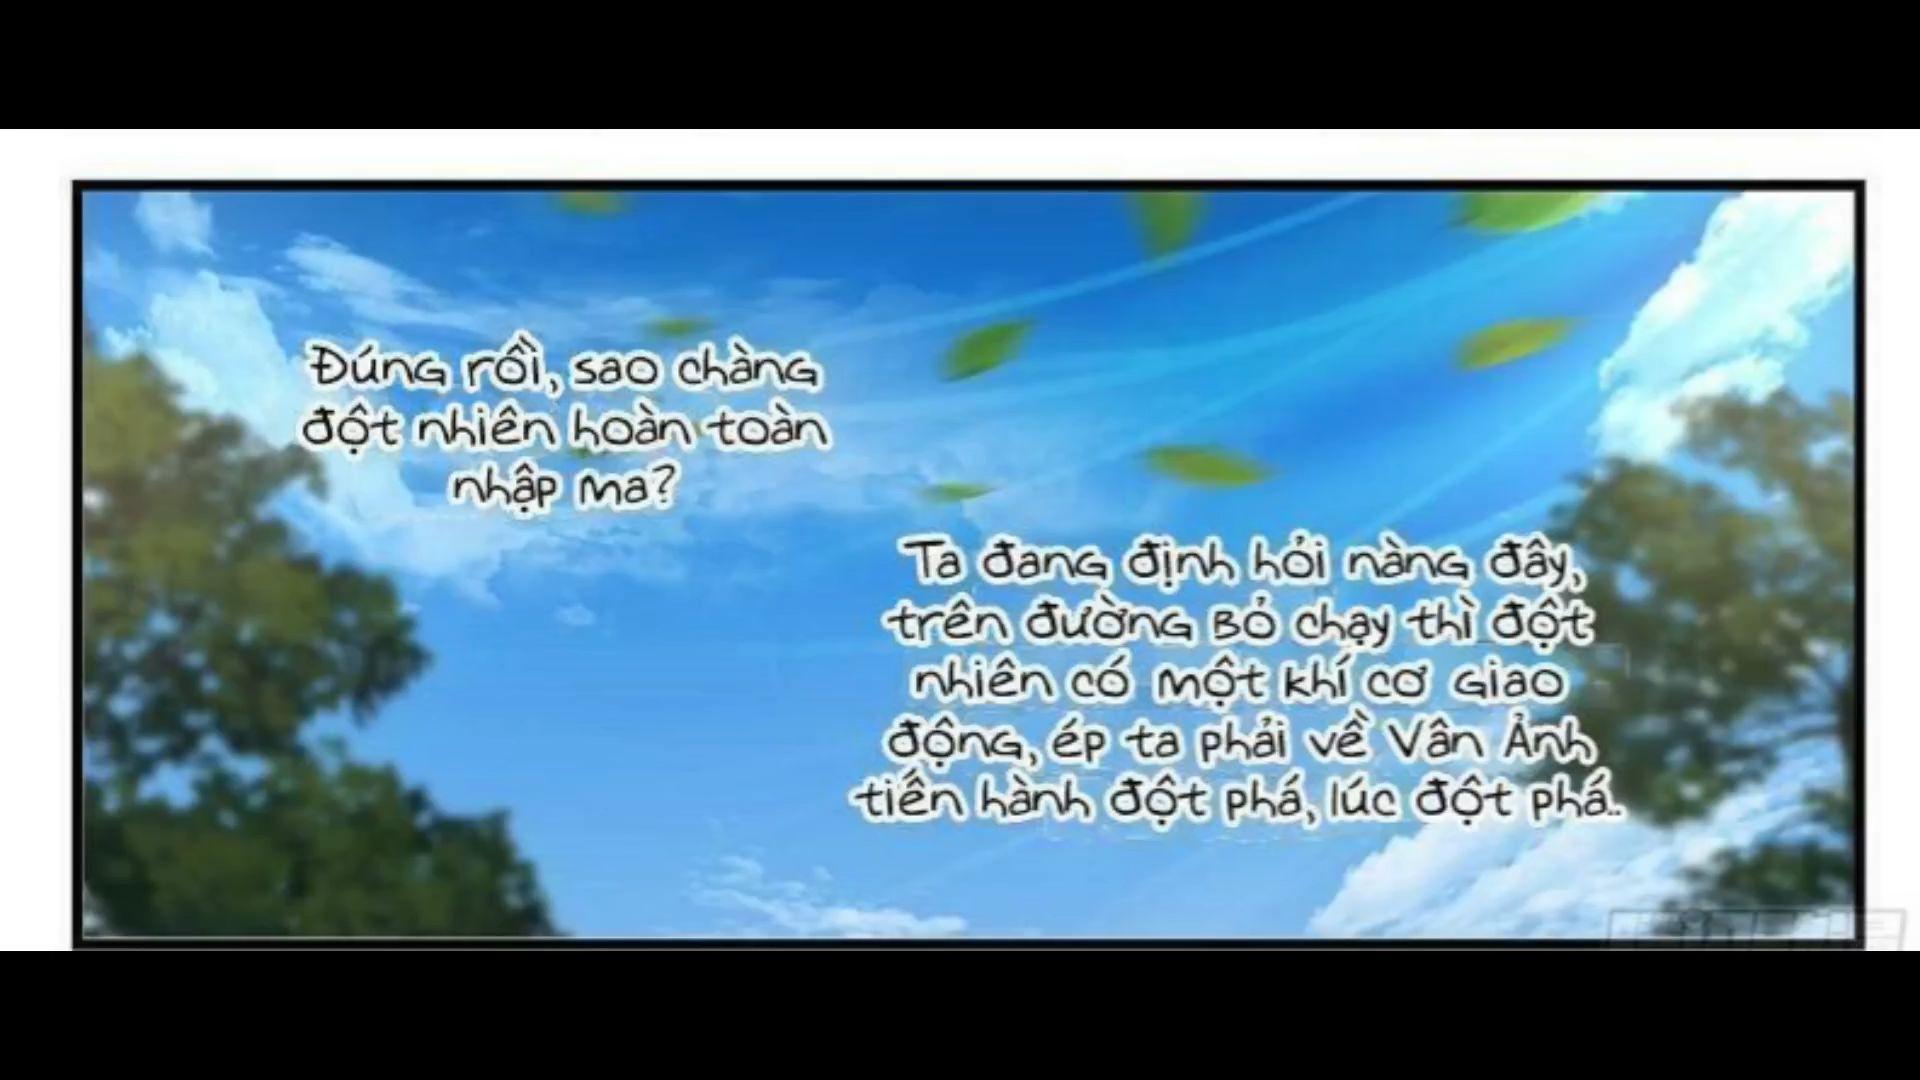 Đúng rồi, sao chàng
đột nhiên hoàn toàn
nhập ma?
Ta đang định hỏi nàng đây,
trên đường bỏ chạy thì đột
nhiên có một khí cơ giao
động, ép ta phải về Vân Ảnh
tiến hành đột phá, lúc đột phá..